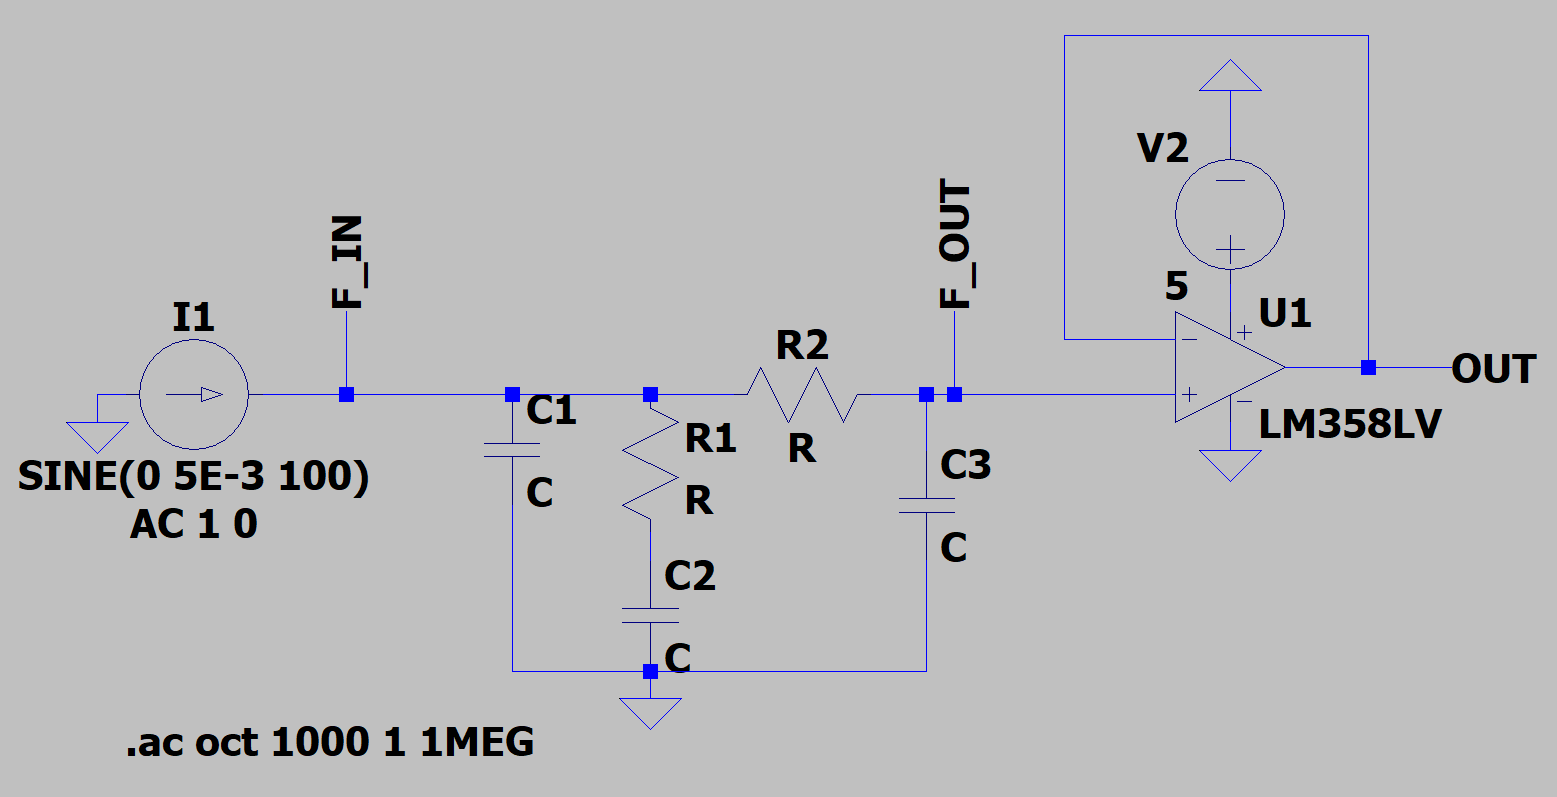 V2
F_IN
F_OUT
5
U1
I1
R2
OUT
C1
R1
R
LM358LV
C3
SINE(0 5E-3 100)
C
R
AC 1 0
C
C2
C
.ac oct 1000 1 1MEG